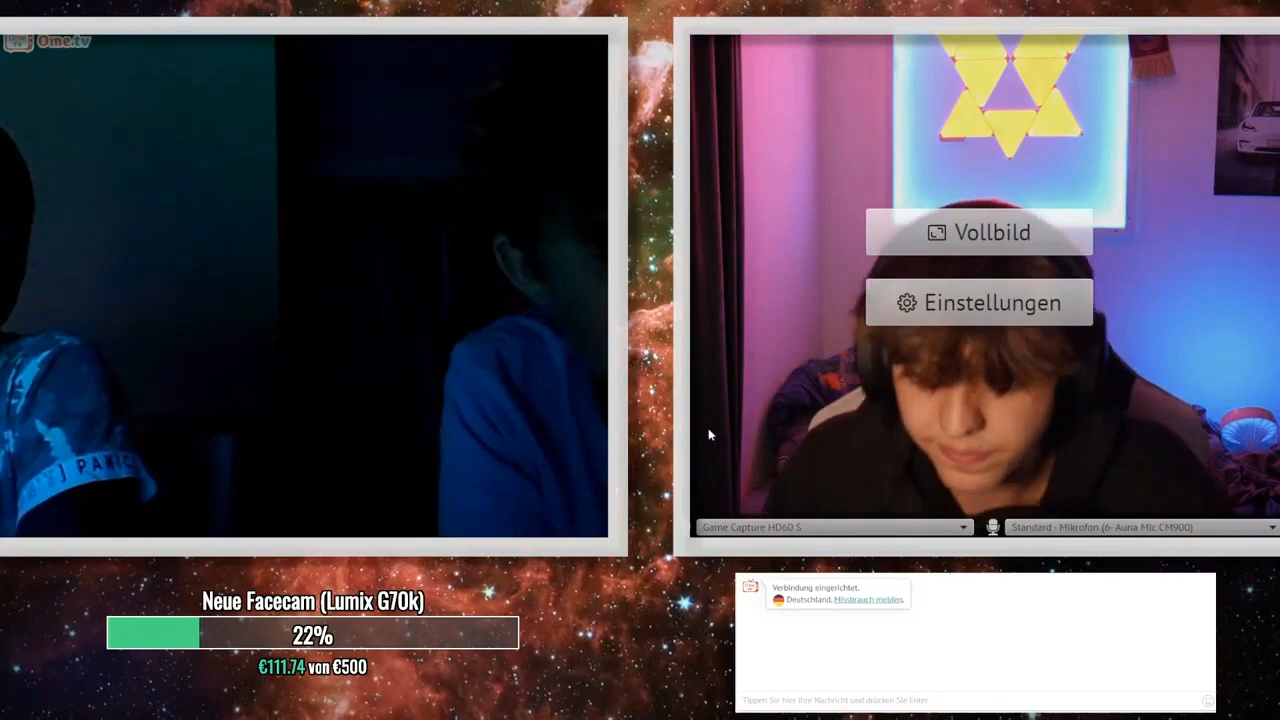 Ome.tv
PANIC
Vollbild
Einstellungen
Game Capture HD60 S
Standard - Mikrofon (6- Auna Mic CM900)
Neue Facecam (Lumix G70k)
22%
€111.74 von €500
Verbindung eingerichtet.
Deutschland. Missbrauch melden.
Tippen Sie hier Ihre Nachricht und drücken Sie Enter